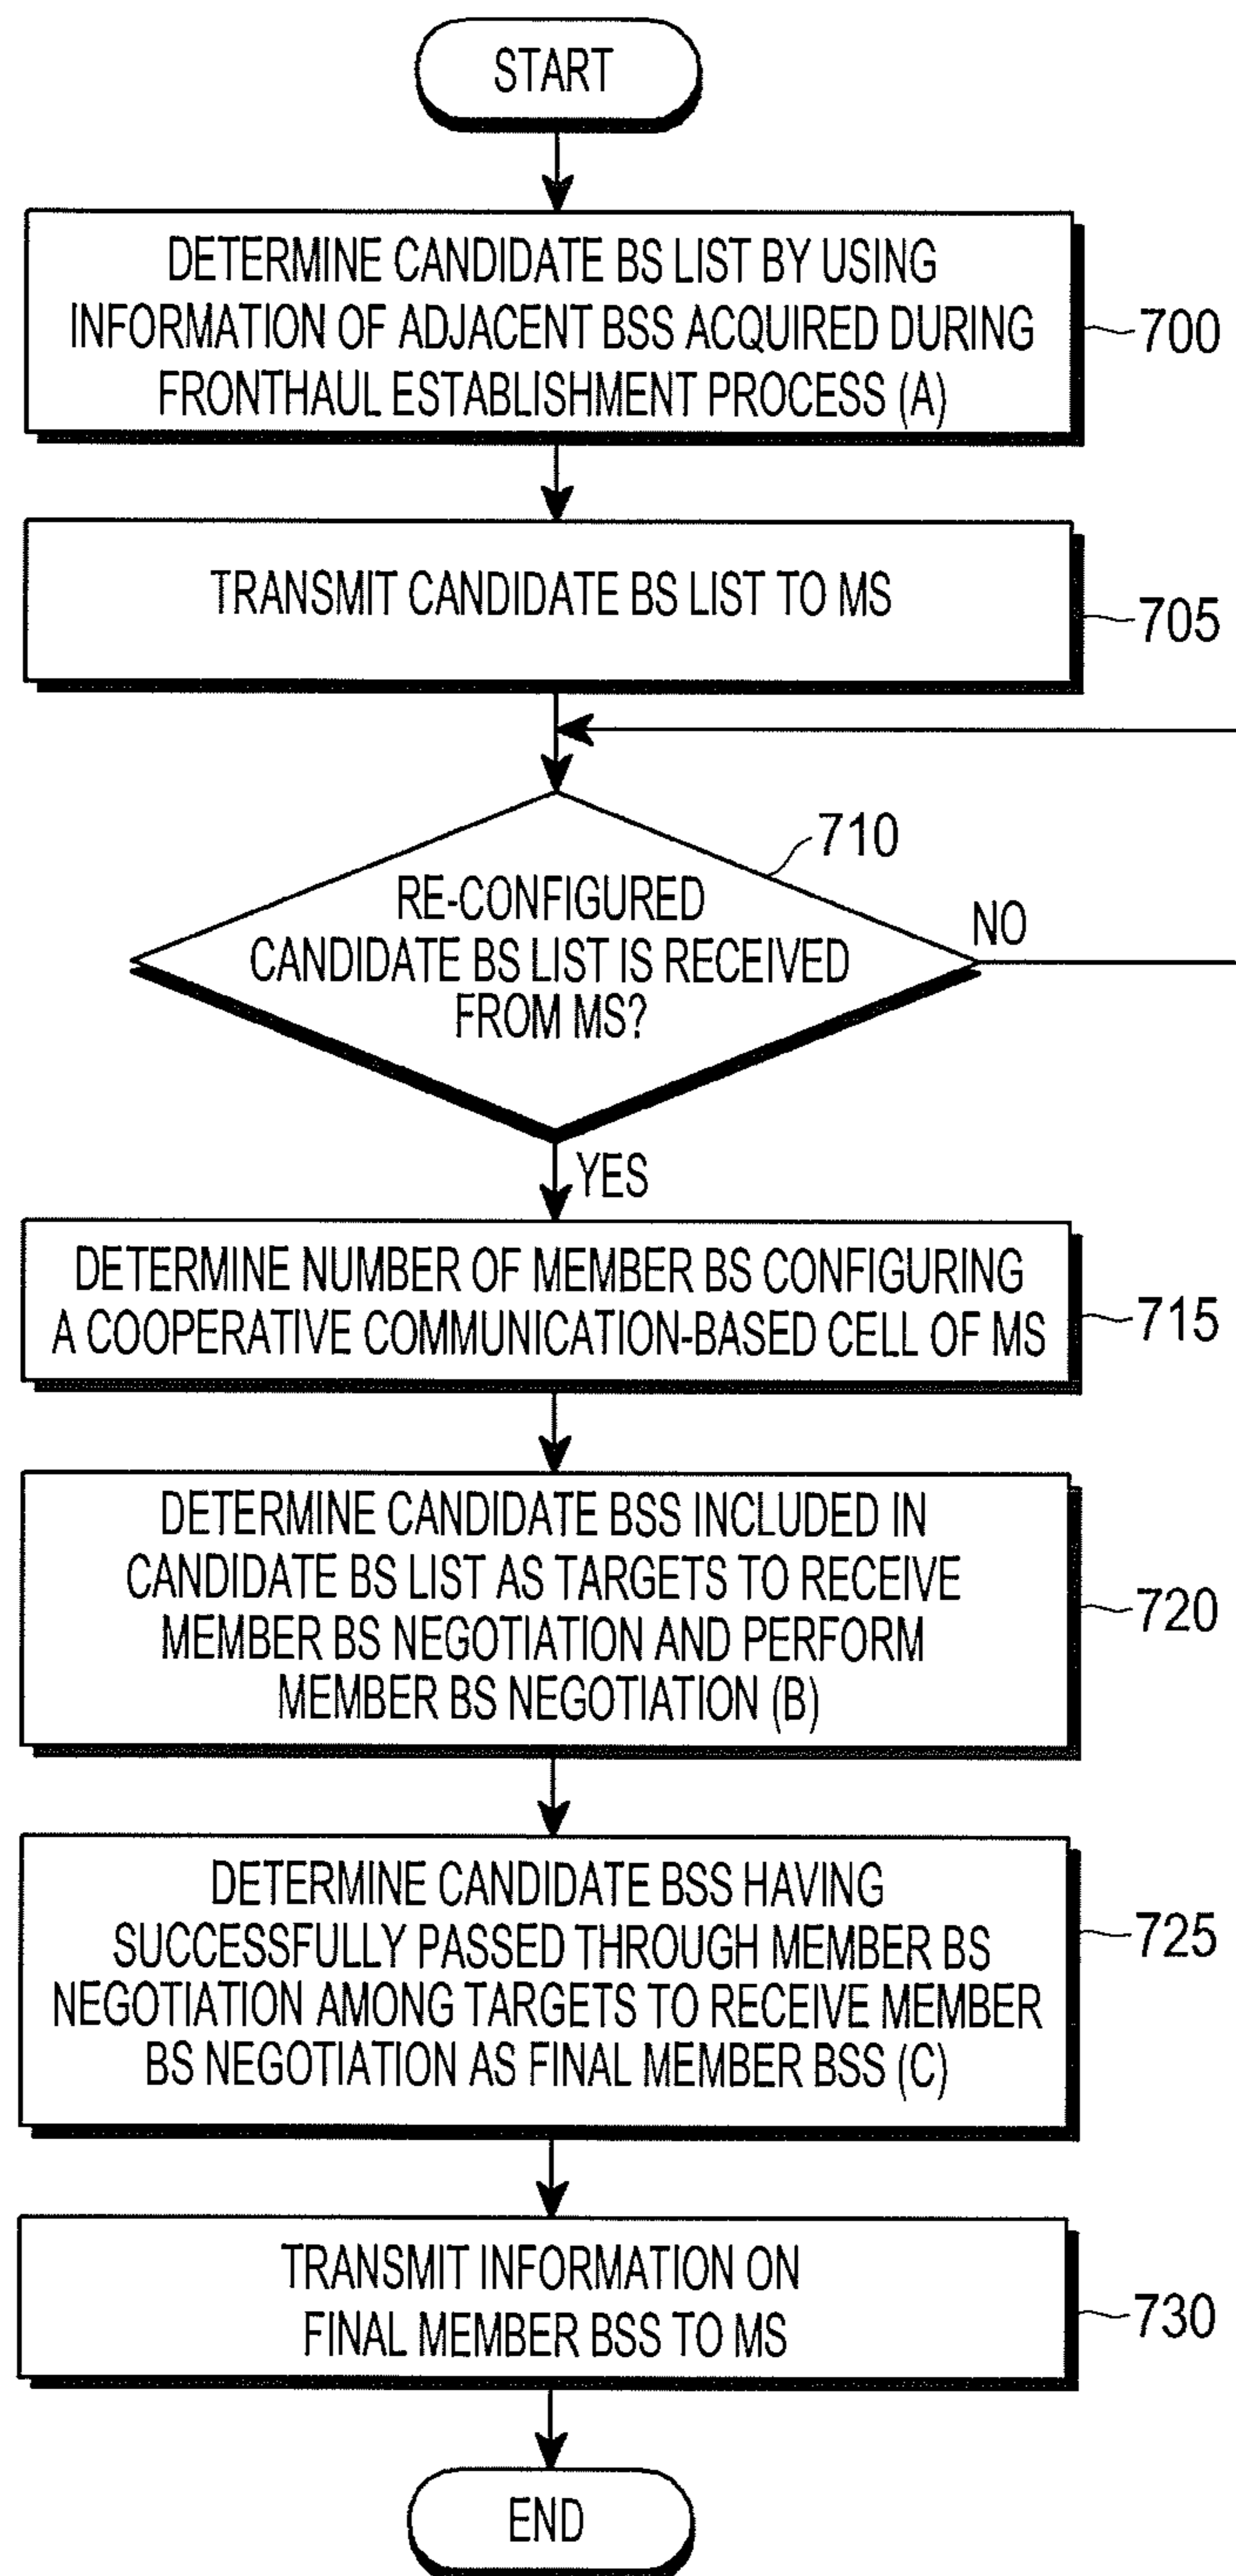 START
DETERMINE CANDIDATE BS LIST BY USING
INFORMATION OF ADJACENT BSS ACQUIRED DURING
FRONTHAUL ESTABLISHMENT PROCESS (A)
700
TRANSMIT CANDIDATE BS LIST TO MS
705
710
RE-CONFIGURED
CANDIDATE BS LIST IS RECEIVED
FROM MS?
NO
YES
DETERMINE NUMBER OF MEMBER BS CONFIGURING
A COOPERATIVE COMMUNICATION-BASED CELL OF MS
715
DETERMINE CANDIDATE BSS INCLUDED IN
CANDIDATE BS LIST AS TARGETS TO RECEIVE
MEMBER BS NEGOTIATION AND PERFORM
MEMBER BS NEGOTIATION (B)
720
DETERMINE CANDIDATE BSS HAVING
SUCCESSFULLY PASSED THROUGH MEMBER BS
NEGOTIATION AMONG TARGETS TO RECEIVE MEMBER
BS NEGOTIATION AS FINAL MEMBER BSS (C)
725
TRANSMIT INFORMATION ON
FINAL MEMBER BSS TO MS
730
END